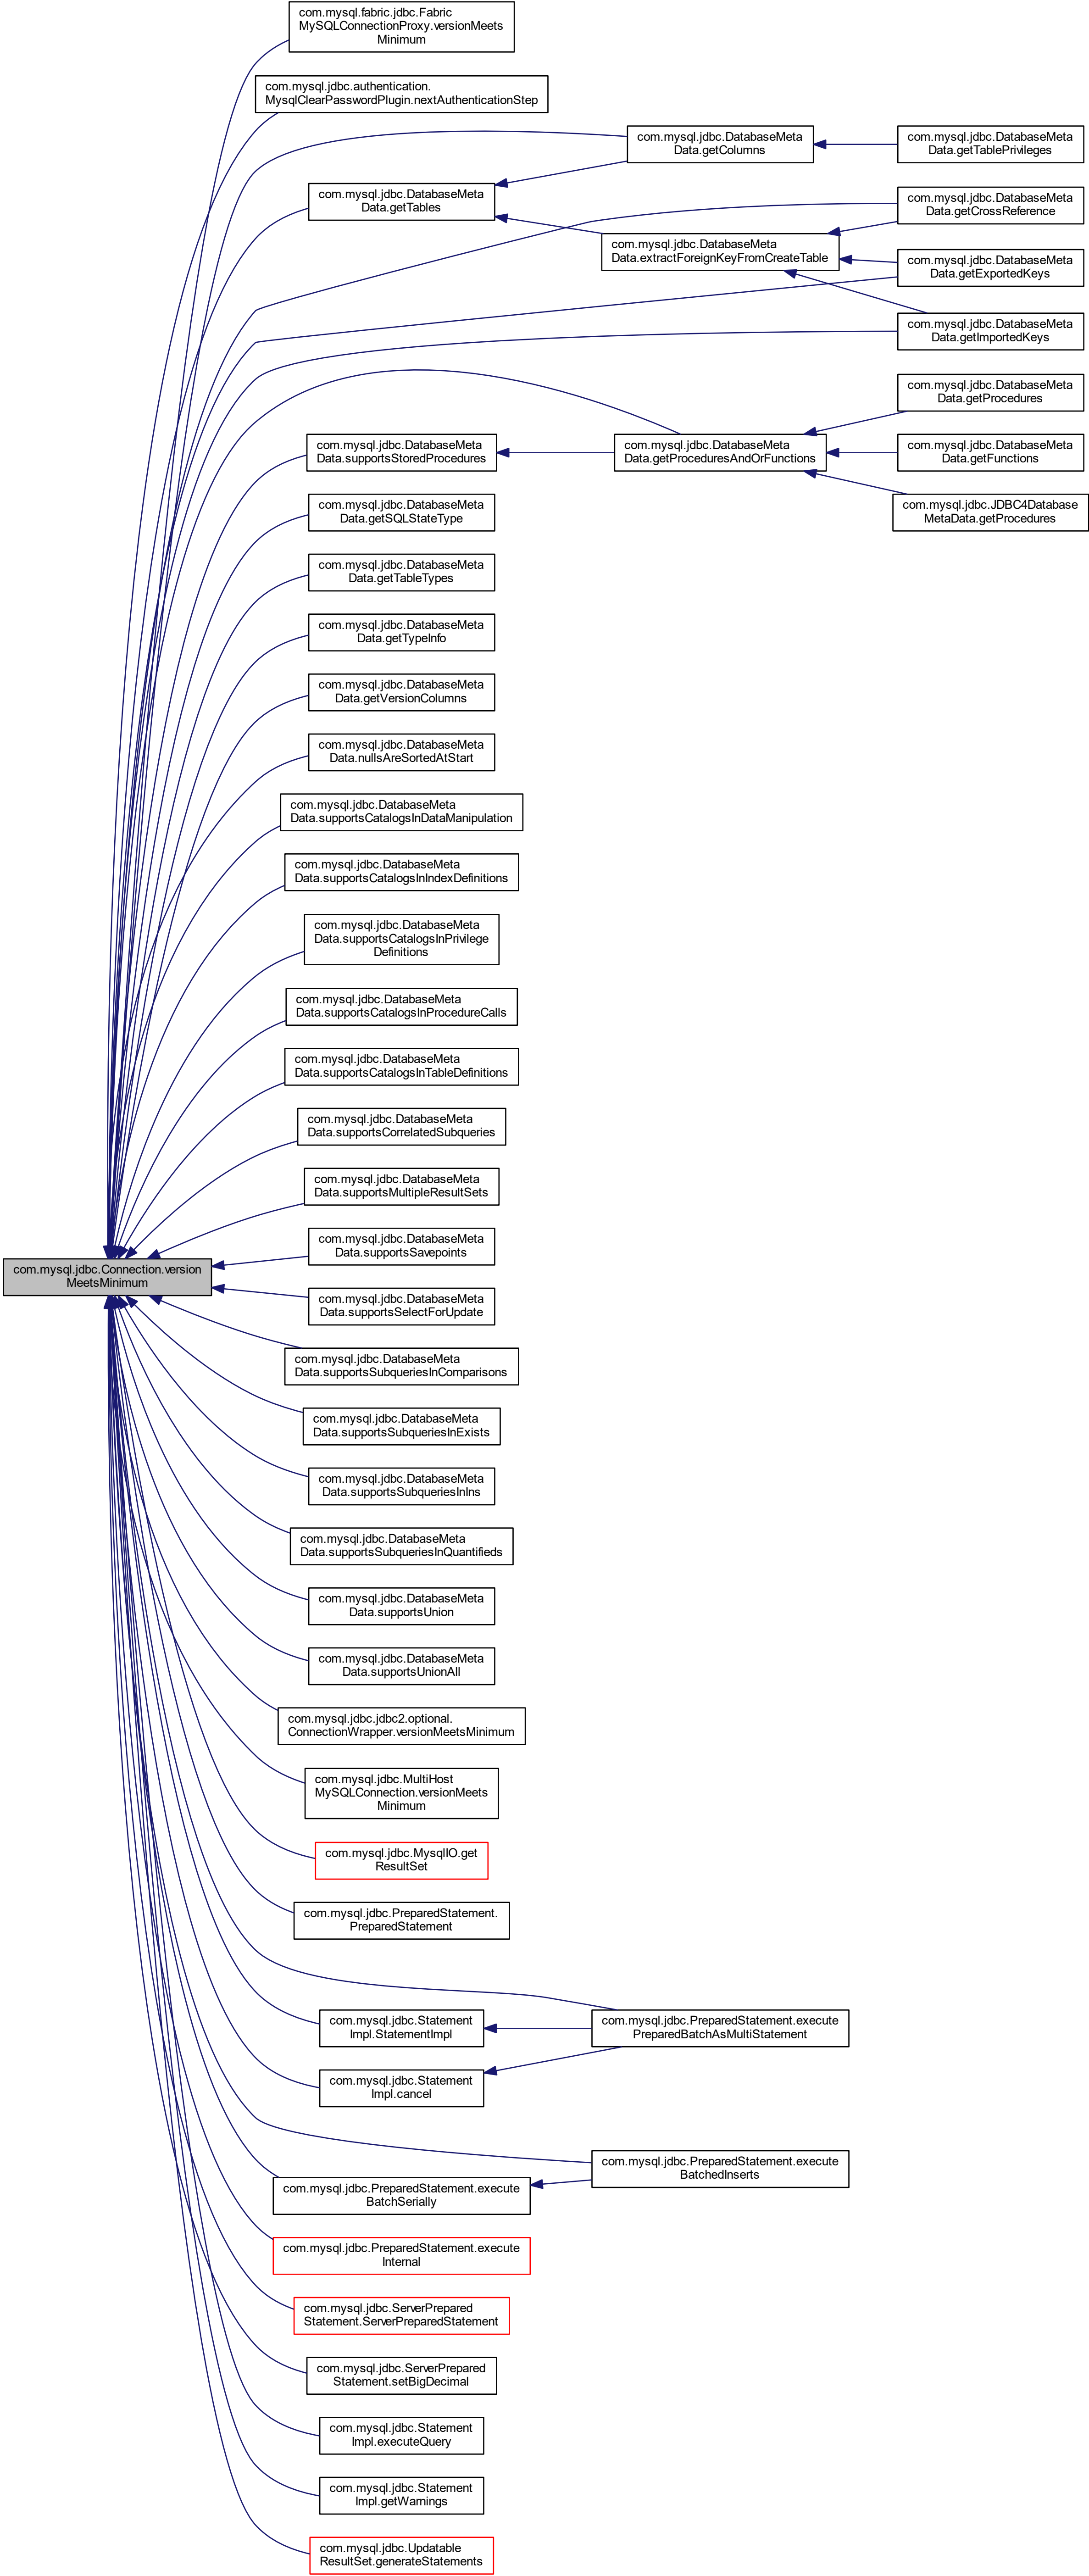 com.mysql.fabric.jdbc.Fabric
MySQLConnectionProxy.versionMeets
Minimum
com.mysql.jdbc.authentication.
MysqlClearPasswordPlugin.nextAuthenticationStep
com.mysql.jdbc.DatabaseMeta
Data.getColumns
com.mysql.jdbc.DatabaseMeta
Data.getTablePrivileges
com.mysql.jdbc.DatabaseMeta
Data.getTables
com.mysql.jdbc.DatabaseMeta
Data.getCrossReference
com.mysql.jdbc.DatabaseMeta
Data.extractForeignKeyFromCreateTable
com.mysql.jdbc.DatabaseMeta
Data.getExportedKeys
com.mysql.jdbc.DatabaseMeta
Data.getImportedKeys
com.mysql.jdbc.DatabaseMeta
Data.getProcedures
com.mysql.jdbc.DatabaseMeta
Data.supportsStoredProcedures
com.mysql.jdbc.DatabaseMeta
Data.getProceduresAndOrFunctions
com.mysql.jdbc.DatabaseMeta
Data.getFunctions
com.mysql.jdbc.JDBC4Database
MetaData.getProcedures
com.mysql.jdbc.DatabaseMeta
Data.getSQLStateType
com.mysql.jdbc.DatabaseMeta
Data.getTableTypes
com.mysql.jdbc.DatabaseMeta
Data.getTypeInfo
com.mysql.jdbc.DatabaseMeta
Data.getVersionColumns
com.mysql.jdbc.DatabaseMeta
Data.nullsAreSortedAtStart
com.mysql.jdbc.DatabaseMeta
Data.supportsCatalogsInDataManipulation
com.mysql.jdbc.DatabaseMeta
Data.supportsCatalogsInIndexDefinitions
com.mysql.jdbc.DatabaseMeta
Data.supportsCatalogsInPrivilege
Definitions
com.mysql.jdbc.DatabaseMeta
Data.supportsCatalogsInProcedureCalls
com.mysql.jdbc.DatabaseMeta
Data.supportsCatalogsInTableDefinitions
com.mysql.jdbc.DatabaseMeta
Data.supportsCorrelatedSubqueries
com.mysql.jdbc.DatabaseMeta
Data.supportsMultipleResultSets
com.mysql.jdbc.DatabaseMeta
Data.supportsSavepoints
com.mysql.jdbc.Connection.version
MeetsMinimum
com.mysql.jdbc.DatabaseMeta
Data.supportsSelectForUpdate
com.mysql.jdbc.DatabaseMeta
Data.supportsSubqueriesInComparisons
com.mysql.jdbc.DatabaseMeta
Data.supportsSubqueriesInExists
com.mysql.jdbc.DatabaseMeta
Data.supportsSubqueriesInIns
com.mysql.jdbc.DatabaseMeta
Data.supportsSubqueriesInQuantifieds
com.mysql.jdbc.DatabaseMeta
Data.supportsUnion
com.mysql.jdbc.DatabaseMeta
Data.supportsUnionAll
com.mysql.jdbc.jdbc2.optional.
ConnectionWrapper.versionMeetsMinimum
com.mysql.jdbc.MultiHost
MySQLConnection.versionMeets
Minimum
com.mysql.jdbc.MysqlIO.get
ResultSet
com.mysql.jdbc.PreparedStatement.
PreparedStatement
com.mysql.jdbc.Statement
Impl.StatementImpl
com.mysql.jdbc.PreparedStatement.execute
PreparedBatchAsMultiStatement
com.mysql.jdbc.Statement
Impl.cancel
com.mysql.jdbc.PreparedStatement.execute
BatchedInserts
com.mysql.jdbc.PreparedStatement.execute
BatchSerially
com.mysql.jdbc.PreparedStatement.execute
Internal
com.mysql.jdbc.ServerPrepared
Statement.ServerPreparedStatement
com.mysql.jdbc.ServerPrepared
Statement.setBigDecimal
com.mysql.jdbc.Statement
Impl.executeQuery
com.mysql.jdbc.Statement
Impl.getWarnings
com.mysql.jdbc.Updatable
ResultSet.generateStatements